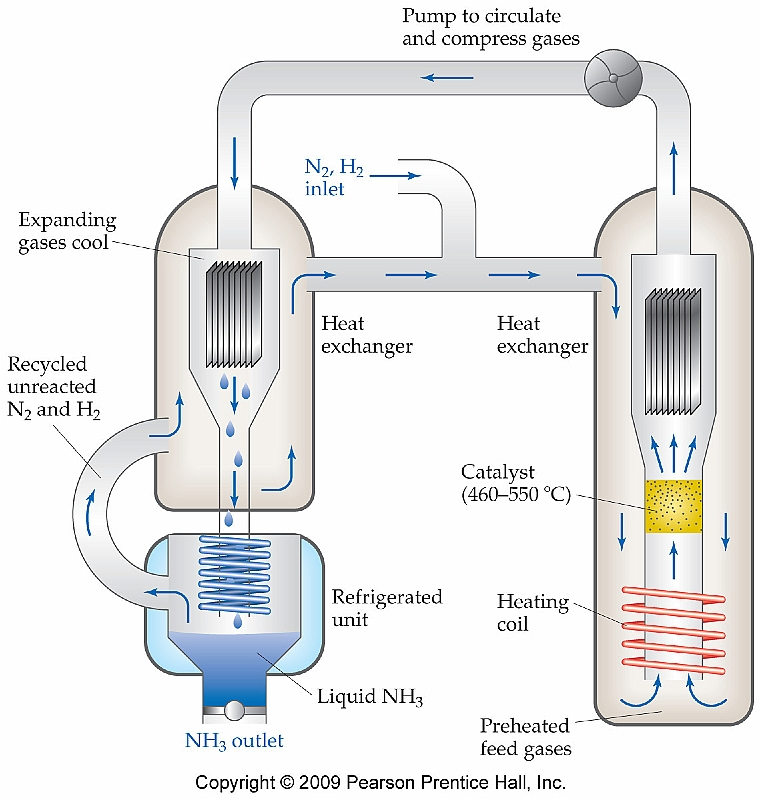 Pump to circulate
and compress gases
N₂, H₂
inlet
Expanding
gases cool
Heat
exchanger
Heat
exchanger
Recycled
unreacted
N₂ and H₂
Catalyst
(460–550 °C)
Refrigerated
unit
Heating
coil
Liquid NH₃
NH₃ outlet
Preheated
feed gases
Copyright © 2009 Pearson Prentice Hall, Inc.